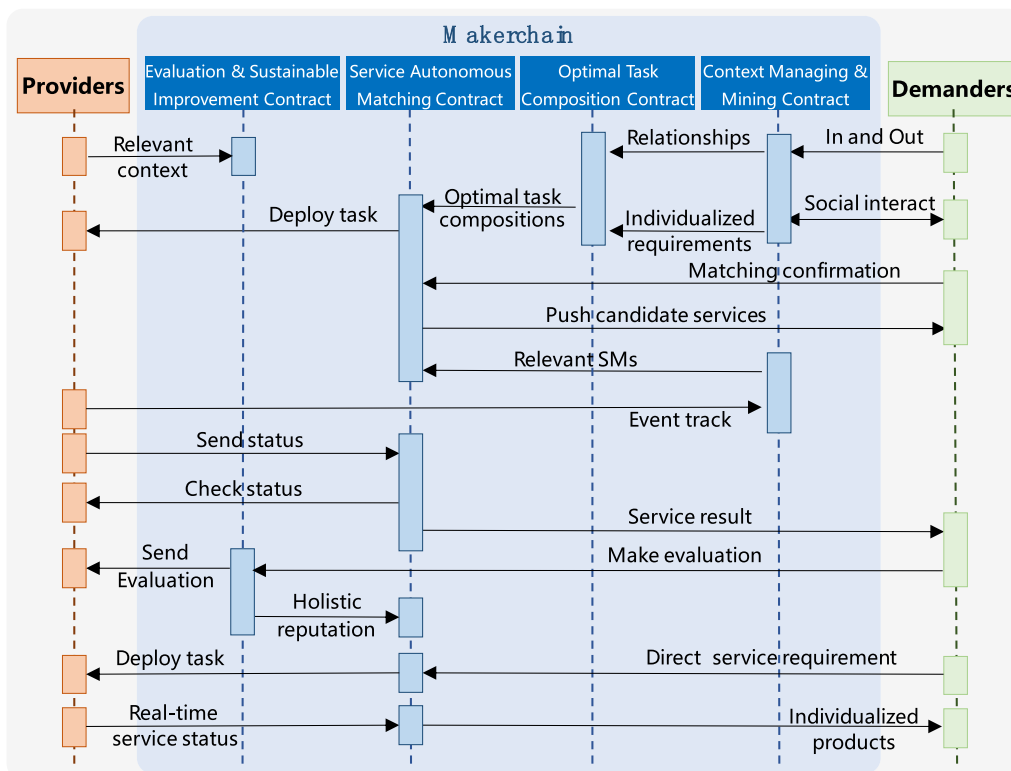 Makerchain
Providers
Evaluation & Sustainable
Improvement Contract
Service Autonomous
Matching Contract
Optimal Task
Composition Contract
Context Managing &
Mining Contract
Demanders
Relevant
context
Relationships
In and Out
Optimal task
compositions
Social interact
Deploy task
Individualized
requirements
Matching confirmation
Push candidate services
Relevant SMs
Event track
Send status
Check status
Service result
Send
Evaluation
Make evaluation
Holistic
reputation
Deploy task
Direct service requirement
Real-time
service status
Individualized
products